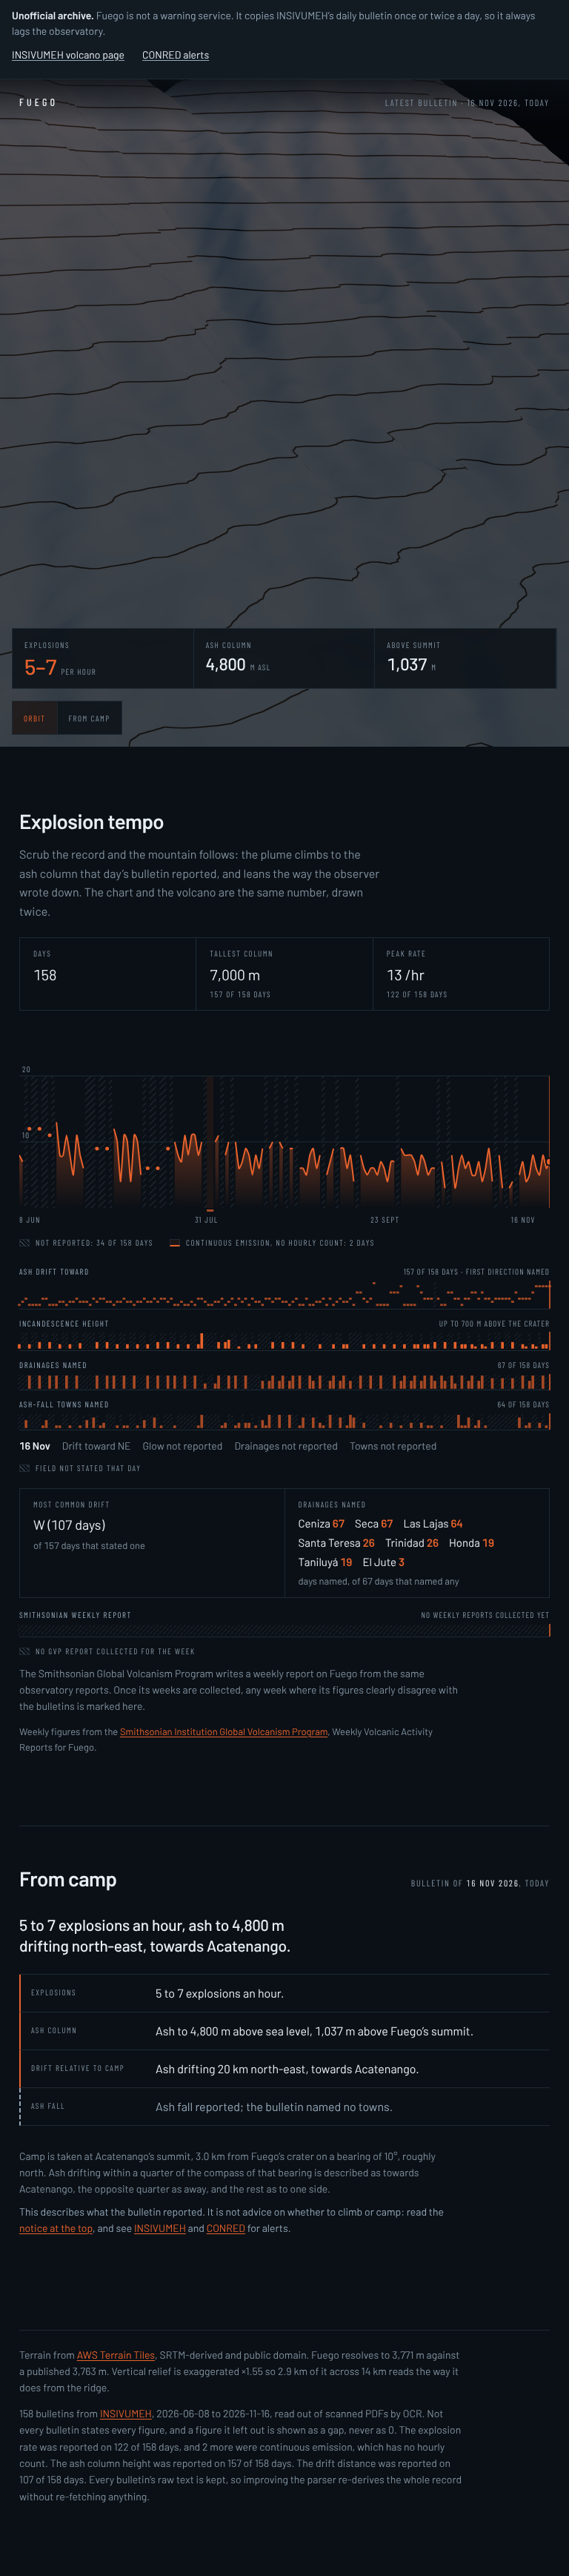 Unofficial archive. Fuego is not a warning service. It copies INSIVUMEH's daily bulletin once or twice a day, so it always
lags the observatory.
INSIVUMEH volcano page CONRED alerts
FUEGO
LATEST BULLETIN · 16 NOV 2026, TODAY
EXPLOSIONS
5–7 PER HOUR
ASH COLUMN
4,800 M ASL
ABOVE SUMMIT
1,037 M
ORBIT FROM CAMP
Explosion tempo
Scrub the record and the mountain follows: the plume climbs to the
ash column that day's bulletin reported, and leans the way the observer
wrote down. The chart and the volcano are the same number, drawn
twice.
DAYS
158
TALLEST COLUMN
7,000 m
157 OF 158 DAYS
PEAK RATE
13 /hr
122 OF 158 DAYS
20
10
8 JUN 31 JUL 23 SEPT 16 NOV
NOT REPORTED: 34 OF 158 DAYS CONTINUOUS EMISSION, NO HOURLY COUNT: 2 DAYS
ASH DRIFT TOWARD 157 OF 158 DAYS · FIRST DIRECTION NAMED
INCANDESCENCE HEIGHT UP TO 700 M ABOVE THE CRATER
DRAINAGES NAMED 67 OF 158 DAYS
ASH-FALL TOWNS NAMED 64 OF 158 DAYS
16 Nov Drift toward NE Glow not reported Drainages not reported Towns not reported
FIELD NOT STATED THAT DAY
MOST COMMON DRIFT
W (107 days)
of 157 days that stated one
DRAINAGES NAMED
Ceniza 67 Seca 67 Las Lajas 64
Santa Teresa 26 Trinidad 26 Honda 19
Taniluyá 19 El Jute 3
days named, of 67 days that named any
SMITHSONIAN WEEKLY REPORT NO WEEKLY REPORTS COLLECTED YET
NO GVP REPORT COLLECTED FOR THE WEEK
The Smithsonian Global Volcanism Program writes a weekly report on Fuego from the same
observatory reports. Once its weeks are collected, any week where its figures clearly disagree with
the bulletins is marked here.
Weekly figures from the Smithsonian Institution Global Volcanism Program, Weekly Volcanic Activity
Reports for Fuego.
From camp
BULLETIN OF 16 NOV 2026, TODAY
5 to 7 explosions an hour, ash to 4,800 m
drifting north-east, towards Acatenango.
EXPLOSIONS 5 to 7 explosions an hour.
ASH COLUMN Ash to 4,800 m above sea level, 1,037 m above Fuego's summit.
DRIFT RELATIVE TO CAMP Ash drifting 20 km north-east, towards Acatenango.
ASH FALL Ash fall reported; the bulletin named no towns.
Camp is taken at Acatenango's summit, 3.0 km from Fuego's crater on a bearing of 10°, roughly
north. Ash drifting within a quarter of the compass of that bearing is described as towards
Acatenango, the opposite quarter as away, and the rest as to one side.
This describes what the bulletin reported. It is not advice on whether to climb or camp: read the
notice at the top, and see INSIVUMEH and CONRED for alerts.
Terrain from AWS Terrain Tiles, SRTM-derived and public domain. Fuego resolves to 3,771 m against
a published 3,763 m. Vertical relief is exaggerated ×1.55 so 2.9 km of it across 14 km reads the way it
does from the ridge.
158 bulletins from INSIVUMEH, 2026-06-08 to 2026-11-16, read out of scanned PDFs by OCR. Not
every bulletin states every figure, and a figure it left out is shown as a gap, never as 0. The explosion
rate was reported on 122 of 158 days, and 2 more were continuous emission, which has no hourly
count. The ash column height was reported on 157 of 158 days. The drift distance was reported on
107 of 158 days. Every bulletin's raw text is kept, so improving the parser re-derives the whole record
without re-fetching anything.